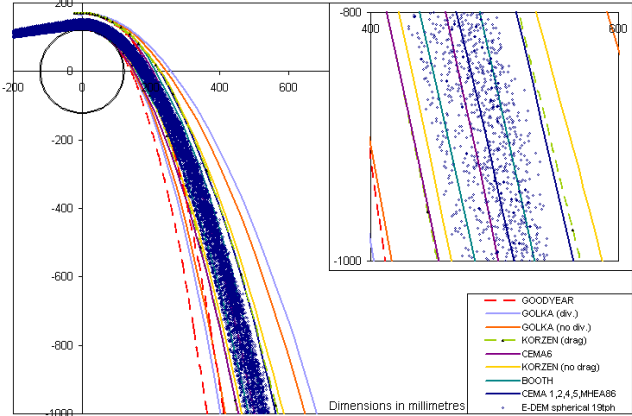 200
0
-200
0
200
400
600
-200
-400
-600
-800
-1000
-800
400
600
-1000
GOODYEAR
GOLKA (div.)
GOLKA (no div.)
KORZEN (drag)
CEMA6
KORZEN (no drag)
BOOTH
CEMA 1,2,4,5,MHEA86
E-DEM spherical 19tph
Dimensions in millimetres